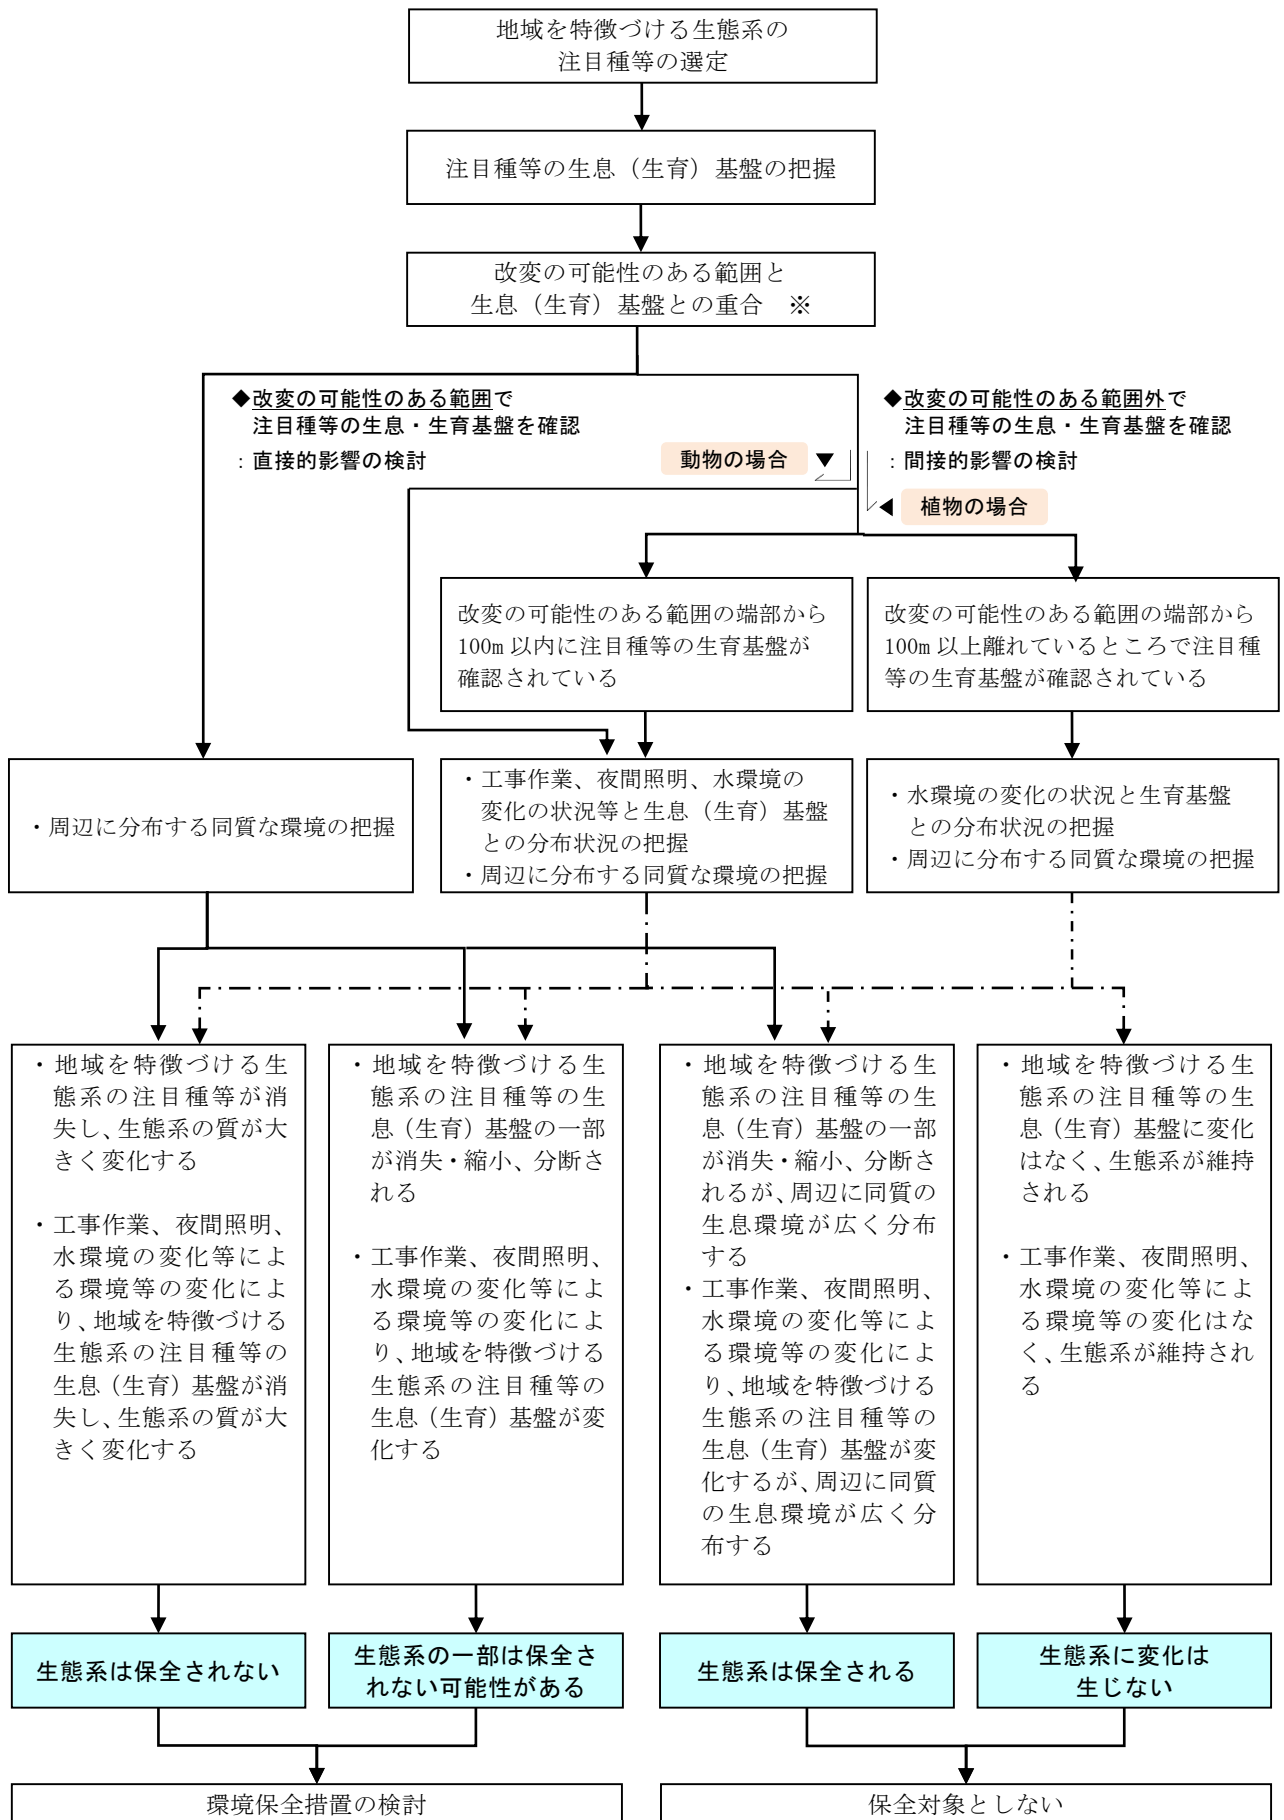 地域を特徴づける生態系の
注目種等の選定
注目種等の生息（生育）基盤の把握
改変の可能性のある範囲と
生息（生育）基盤との重合　※
◆改変の可能性のある範囲で
注目種等の生息・生育基盤を確認
：直接的影響の検討
◆改変の可能性のある範囲外で
注目種等の生息・生育基盤を確認
：間接的影響の検討
動物の場合
植物の場合
改変の可能性のある範囲の端部から
100m 以内に注目種等の生育基盤が
確認されている
改変の可能性のある範囲の端部から
100m 以上離れているところで注目種
等の生育基盤が確認されている
・周辺に分布する同質な環境の把握
・工事作業、夜間照明、水環境の
変化の状況等と生息（生育）基盤
との分布状況の把握
・周辺に分布する同質な環境の把握
・水環境の変化の状況と生育基盤
との分布状況の把握
・周辺に分布する同質な環境の把握
・地域を特徴づける生
態系の注目種等が消
失し、生態系の質が大
きく変化する
・工事作業、夜間照明、
水環境の変化等によ
る環境等の変化によ
り、地域を特徴づける
生態系の注目種等の
生息（生育）基盤が消
失し、生態系の質が大
きく変化する
・地域を特徴づける生
態系の注目種等の生
息（生育）基盤の一部
が消失・縮小、分断さ
れる
・工事作業、夜間照明、
水環境の変化等によ
る環境等の変化によ
り、地域を特徴づける
生態系の注目種等の
生息（生育）基盤が変
化する
・地域を特徴づける生
態系の注目種等の生
息（生育）基盤の一部
が消失・縮小、分断さ
れるが、周辺に同質の
生息環境が広く分布
する
・工事作業、夜間照明、
水環境の変化等によ
る環境等の変化によ
り、地域を特徴づける
生態系の注目種等の
生息（生育）基盤が変
化するが、周辺に同質
の生息環境が広く分
布する
・地域を特徴づける生
態系の注目種等の生
息（生育）基盤に変化
はなく、生態系が維持
される
・工事作業、夜間照明、
水環境の変化等によ
る環境等の変化はな
く、生態系が維持され
る
生態系は保全されない
生態系の一部は保全さ
れない可能性がある
生態系は保全される
生態系に変化は
生じない
環境保全措置の検討
保全対象としない